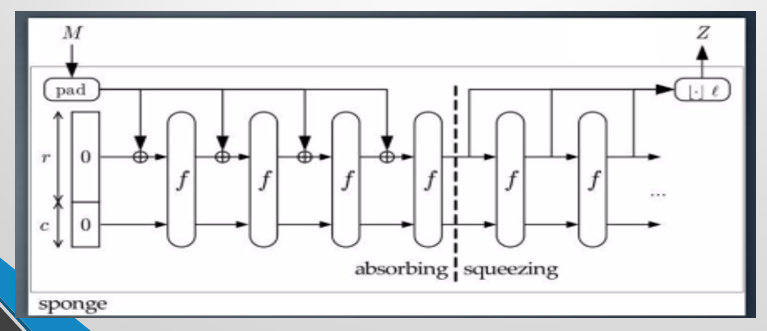 M
Z
pad
⌊·⌋ ℓ
r
0
f
f
f
f
f
f
c
0
...
absorbing
squeezing
sponge